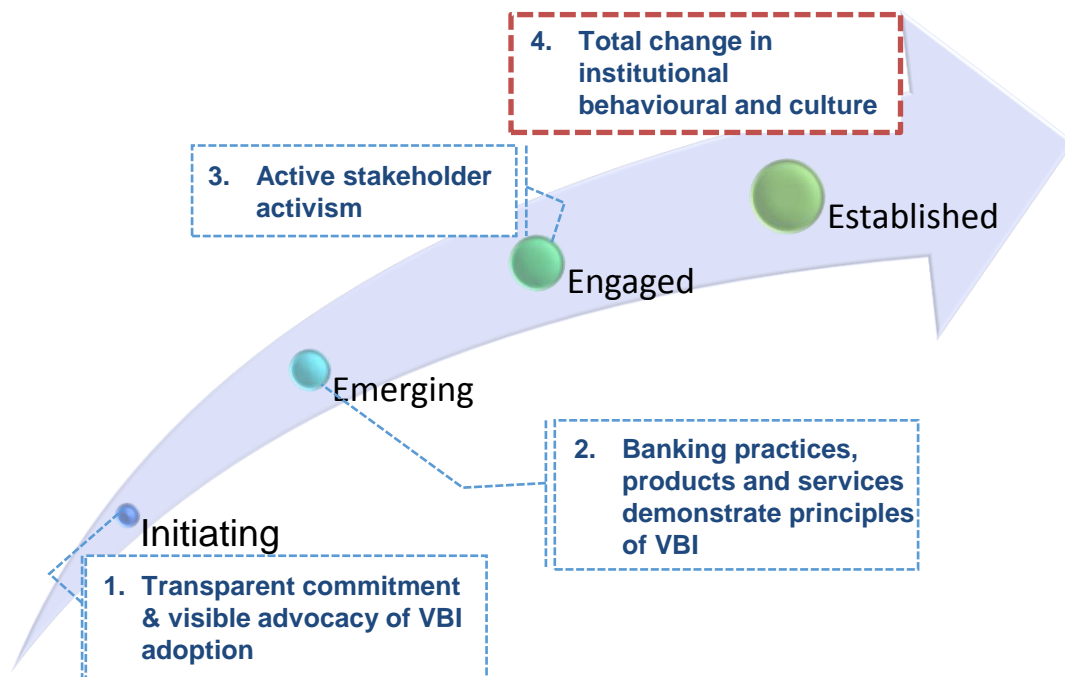 4. Total change in
institutional
behavioural and culture
3. Active stakeholder
activism
Established
Engaged
Emerging
2. Banking practices,
products and services
demonstrate principles
of VBI
Initiating
1. Transparent commitment
& visible advocacy of VBI
adoption